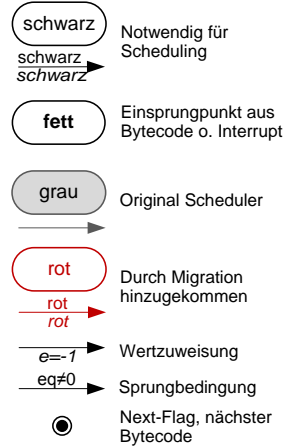 schwarz
Notwendig für
Scheduling
schwarz
schwarz
fett
Einsprungpunkt aus
Bytecode o. Interrupt
grau
Original Scheduler
rot
Durch Migration
hinzugekommen
rot
rot
e=-1
Wertzuweisung
eq≠0
Sprungbedingung
Next-Flag, nächster
Bytecode